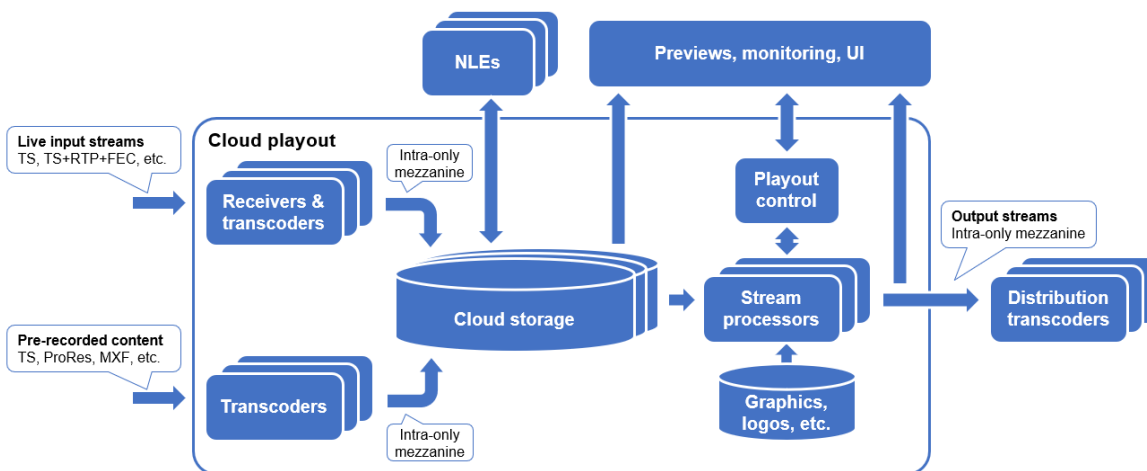 NLEs
Previews, monitoring, UI
Live input streams
TS, TS+RTP+FEC, etc.
Cloud playout
Intra-only
mezzanine
Receivers &
transcoders
Playout
control
Output streams
Intra-only mezzanine
Cloud storage
Stream
processors
Distribution
transcoders
Pre-recorded content
TS, ProRes, MXF, etc.
Transcoders
Intra-only
mezzanine
Graphics,
logos, etc.